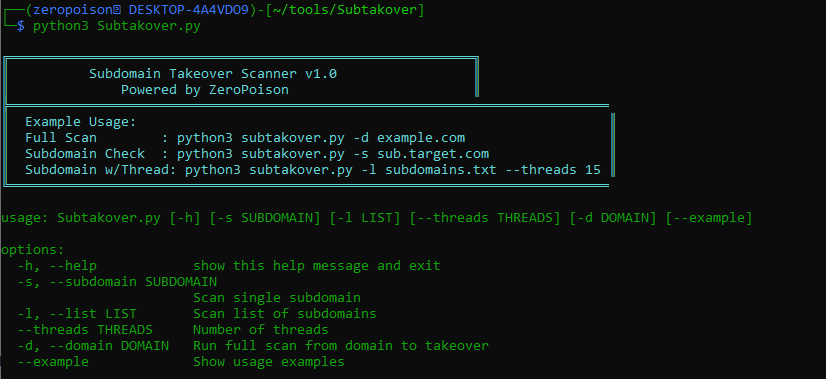 (zeropoison DESKTOP-4A4VDO9)-[~/tools/Subtakover]
$ python3 Subtakover.py
Subdomain Takeover Scanner v1.0
Powered by ZeroPoison
Example Usage:
Full Scan        : python3 subtakover.py -d example.com
Subdomain Check  : python3 subtakover.py -s sub.target.com
Subdomain w/Thread: python3 subtakover.py -l subdomains.txt --threads 15
usage: Subtakover.py [-h] [-s SUBDOMAIN] [-l LIST] [--threads THREADS] [-d DOMAIN] [--example]
options:
-h, --help            show this help message and exit
-s, --subdomain SUBDOMAIN
Scan single subdomain
-l, --list LIST       Scan list of subdomains
--threads THREADS     Number of threads
-d, --domain DOMAIN   Run full scan from domain to takeover
--example             Show usage examples